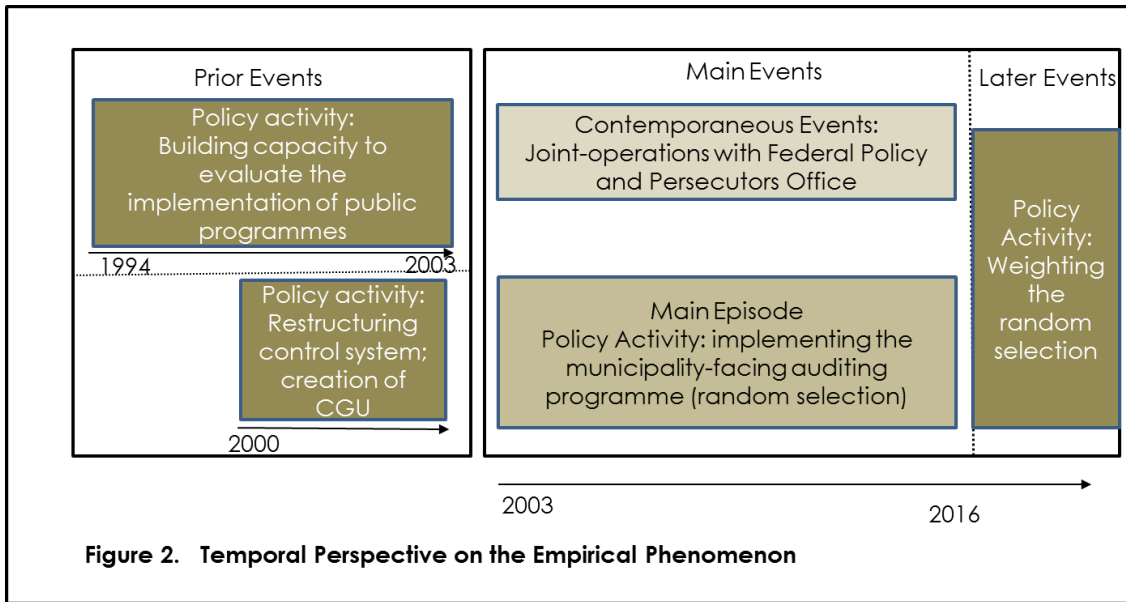 Prior Events
Policy activity:
Building capacity to
evaluate the
implementation of public
programmes
1994
2003
Policy activity:
Restructuring
control system;
creation of
CGU
2000
Main Events
Contemporaneous Events:
Joint-operations with Federal Policy
and Persecutors Office
Main Episode
Policy Activity: implementing the
municipality-facing auditing
programme (random selection)
Later Events
Policy
Activity:
Weighting
the
random
selection
2003
2016
Figure 2. Temporal Perspective on the Empirical Phenomenon